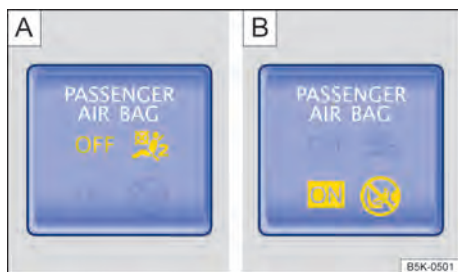 A
PASSENGER
AIR BAG
OFF
B
PASSENGER
AIR BAG
ON
B5K-0501